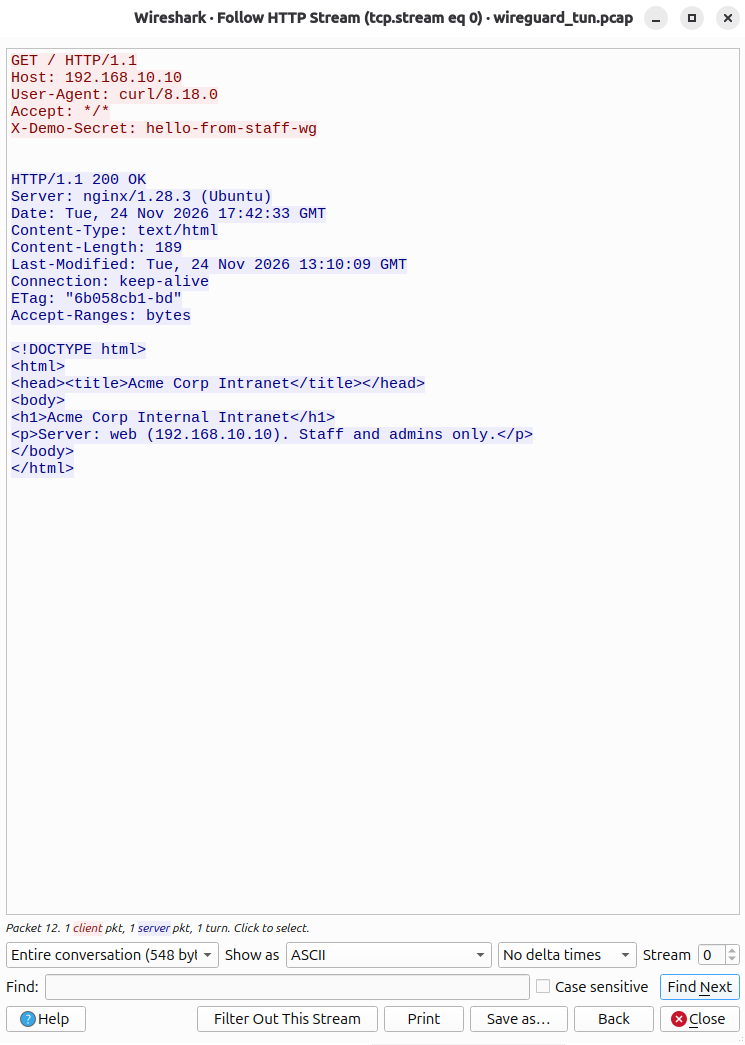 Wireshark · Follow HTTP Stream (tcp.stream eq 0) · wireguard_tun.pcap
GET / HTTP/1.1
Host: 192.168.10.10
User-Agent: curl/8.18.0
Accept: */*
X-Demo-Secret: hello-from-staff-wg
HTTP/1.1 200 OK
Server: nginx/1.28.3 (Ubuntu)
Date: Tue, 24 Nov 2026 17:42:33 GMT
Content-Type: text/html
Content-Length: 189
Last-Modified: Tue, 24 Nov 2026 13:10:09 GMT
Connection: keep-alive
ETag: "6b058cb1-bd"
Accept-Ranges: bytes
<!DOCTYPE html>
<html>
<head><title>Acme Corp Intranet</title></head>
<body>
<h1>Acme Corp Internal Intranet</h1>
<p>Server: web (192.168.10.10). Staff and admins only.</p>
</body>
</html>
Packet 12. 1 client pkt, 1 server pkt, 1 turn. Click to select.
Entire conversation (548 byt Show as ASCII No delta times Stream 0
Find: Case sensitive Find Next
Help Filter Out This Stream Print Save as… Back Close